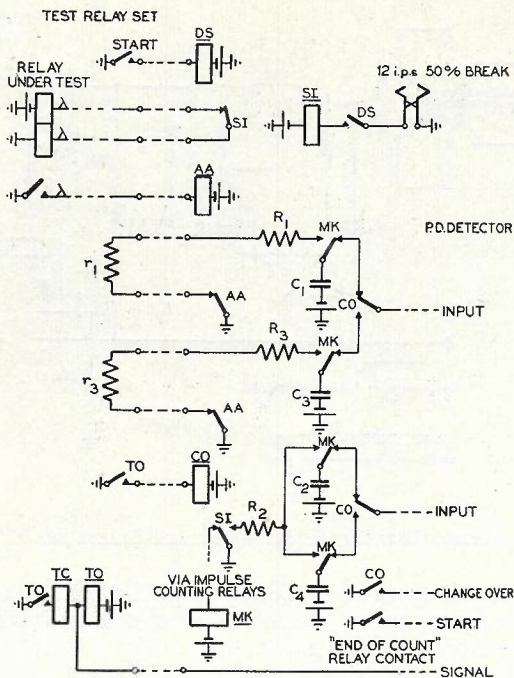 TEST RELAY SET
START
DS
RELAY
UNDER TEST
λ
λ
SI
SI
DS
12 i.p.s 50% BREAK
λ
AA
R1
MK
P.D. DETECTOR
r1
C1
AA
CO
INPUT
R3
MK
r3
C3
AA
TO
CO
MK
C2
SI
R2
CO
INPUT
MK
C4
TO
TC
TO
VIA IMPULSE
COUNTING RELAYS
MK
CO
CHANGE OVER
START
"END OF COUNT"
RELAY CONTACT
SIGNAL